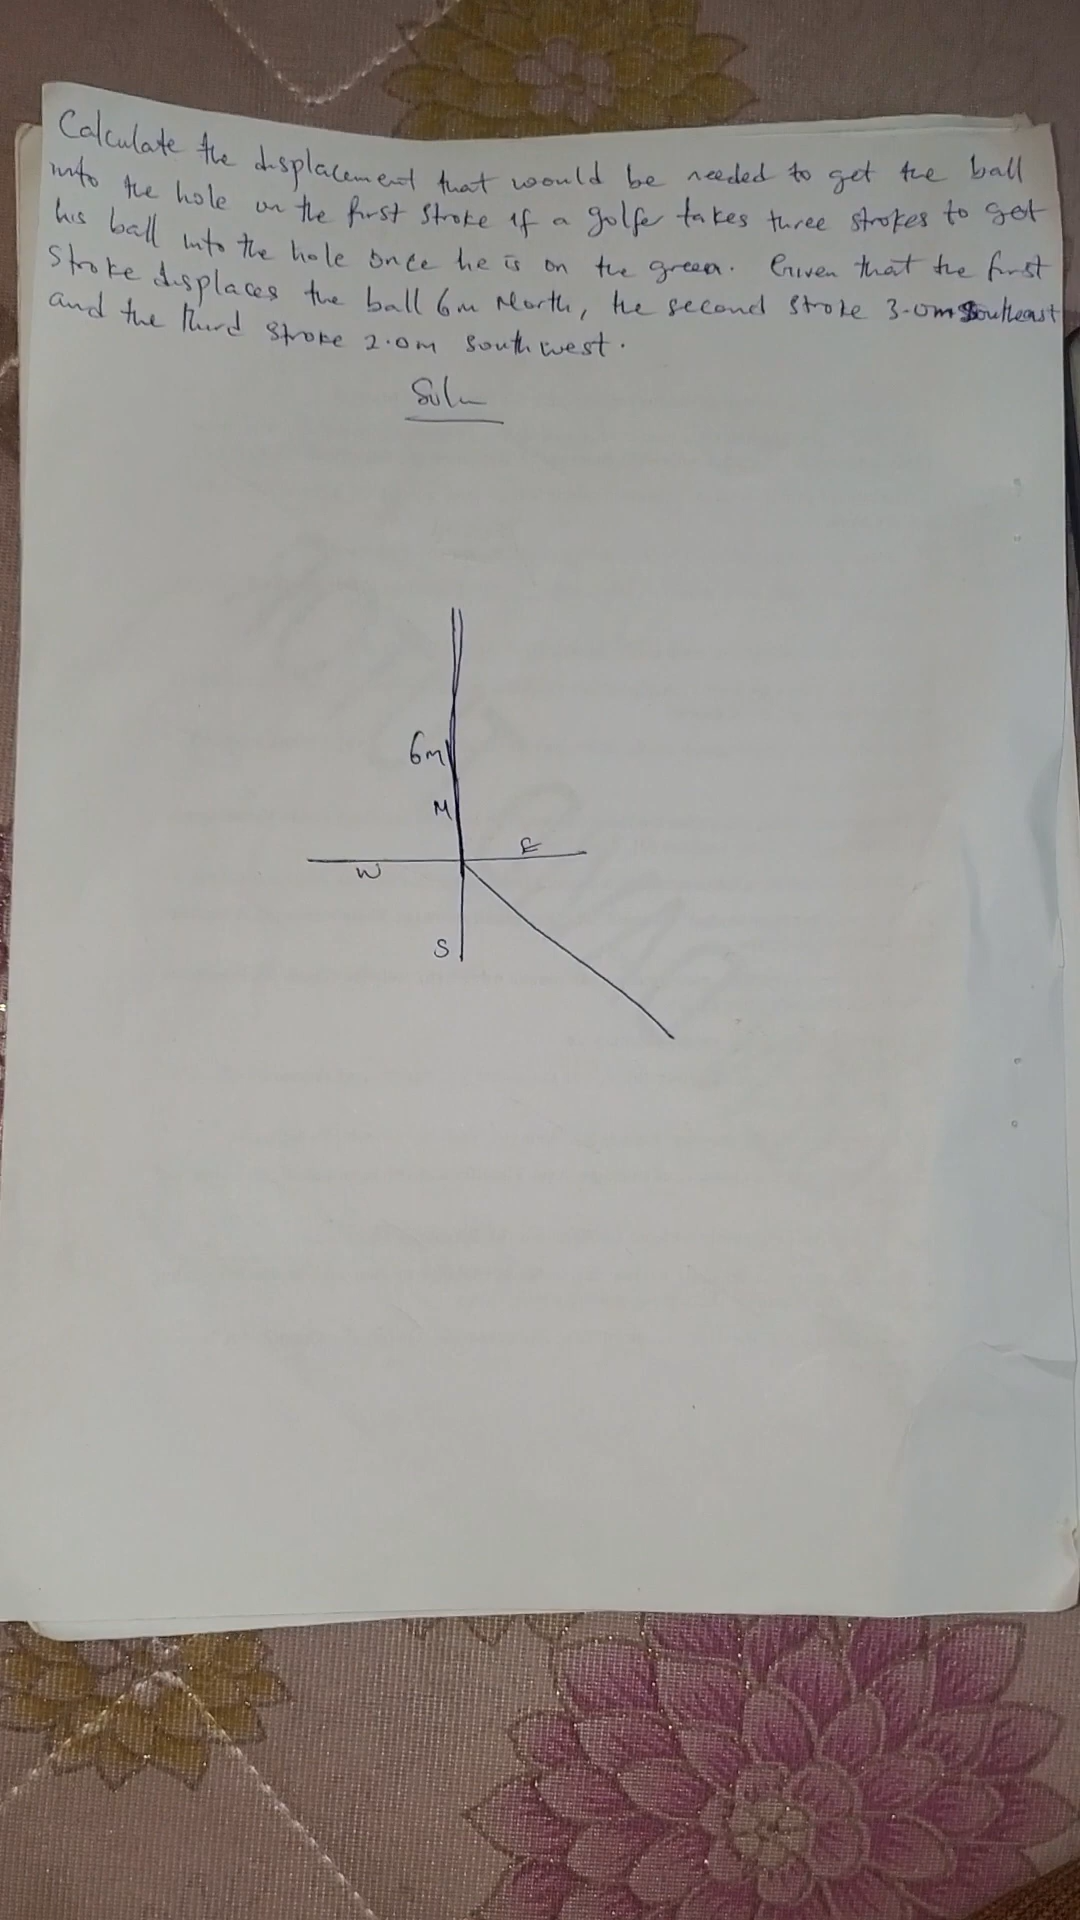 Calculate the displacement that would be needed to get the ball
into the hole on the first stroke if a golfer takes three strokes to get
his ball into the hole once he is on the green. Given that the first
stroke displaces the ball 6m North, the second stroke 3.0m Southeast
and the third stroke 2.0m south west.
Soln
6m
N
E
W
S